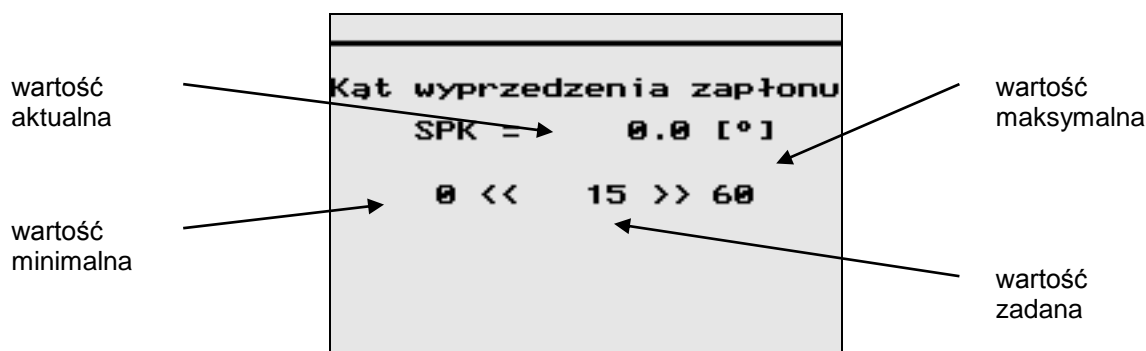 wartość
aktualna
Kąt wyprzedzenia zapłonu
SPK = 0.0 [°]
0 << 15 >> 60
wartość
maksymalna
wartość
minimalna
wartość
zadana